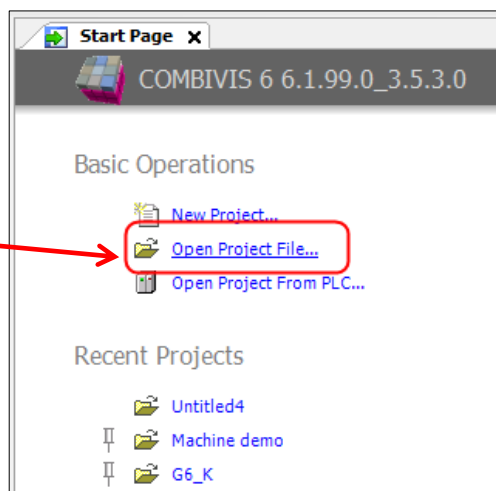 Start Page
COMBIVIS 6 6.1.99.0_3.5.3.0
Basic Operations
New Project...
Open Project File...
Open Project From PLC...
Recent Projects
Untitled4
Machine demo
G6_K